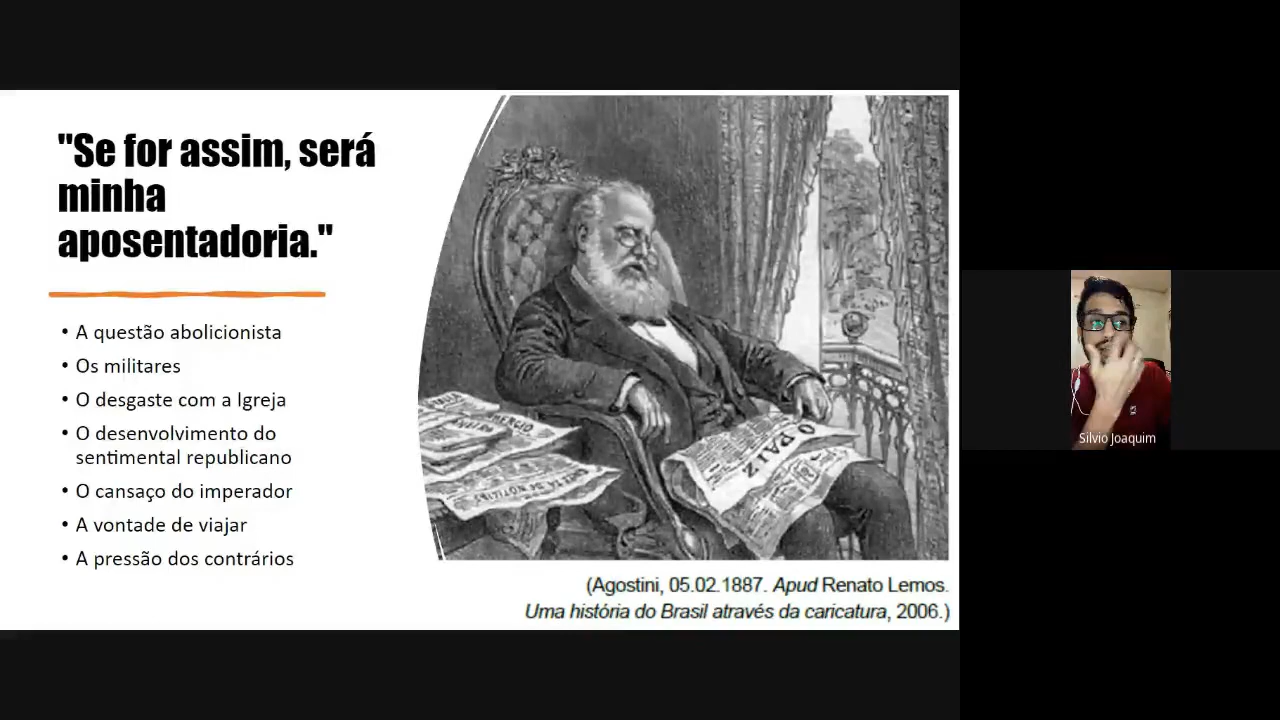 "Se for assim, será
minha
aposentadoria."
• A questão abolicionista
• Os militares
• O desgaste com a Igreja
• O desenvolvimento do
sentimental republicano
• O cansaço do imperador
• A vontade de viajar
• A pressão dos contrários
O PAIZ
(Agostini, 05.02.1887. Apud Renato Lemos.
Uma história do Brasil através da caricatura, 2006.)
Silvio Joaquim